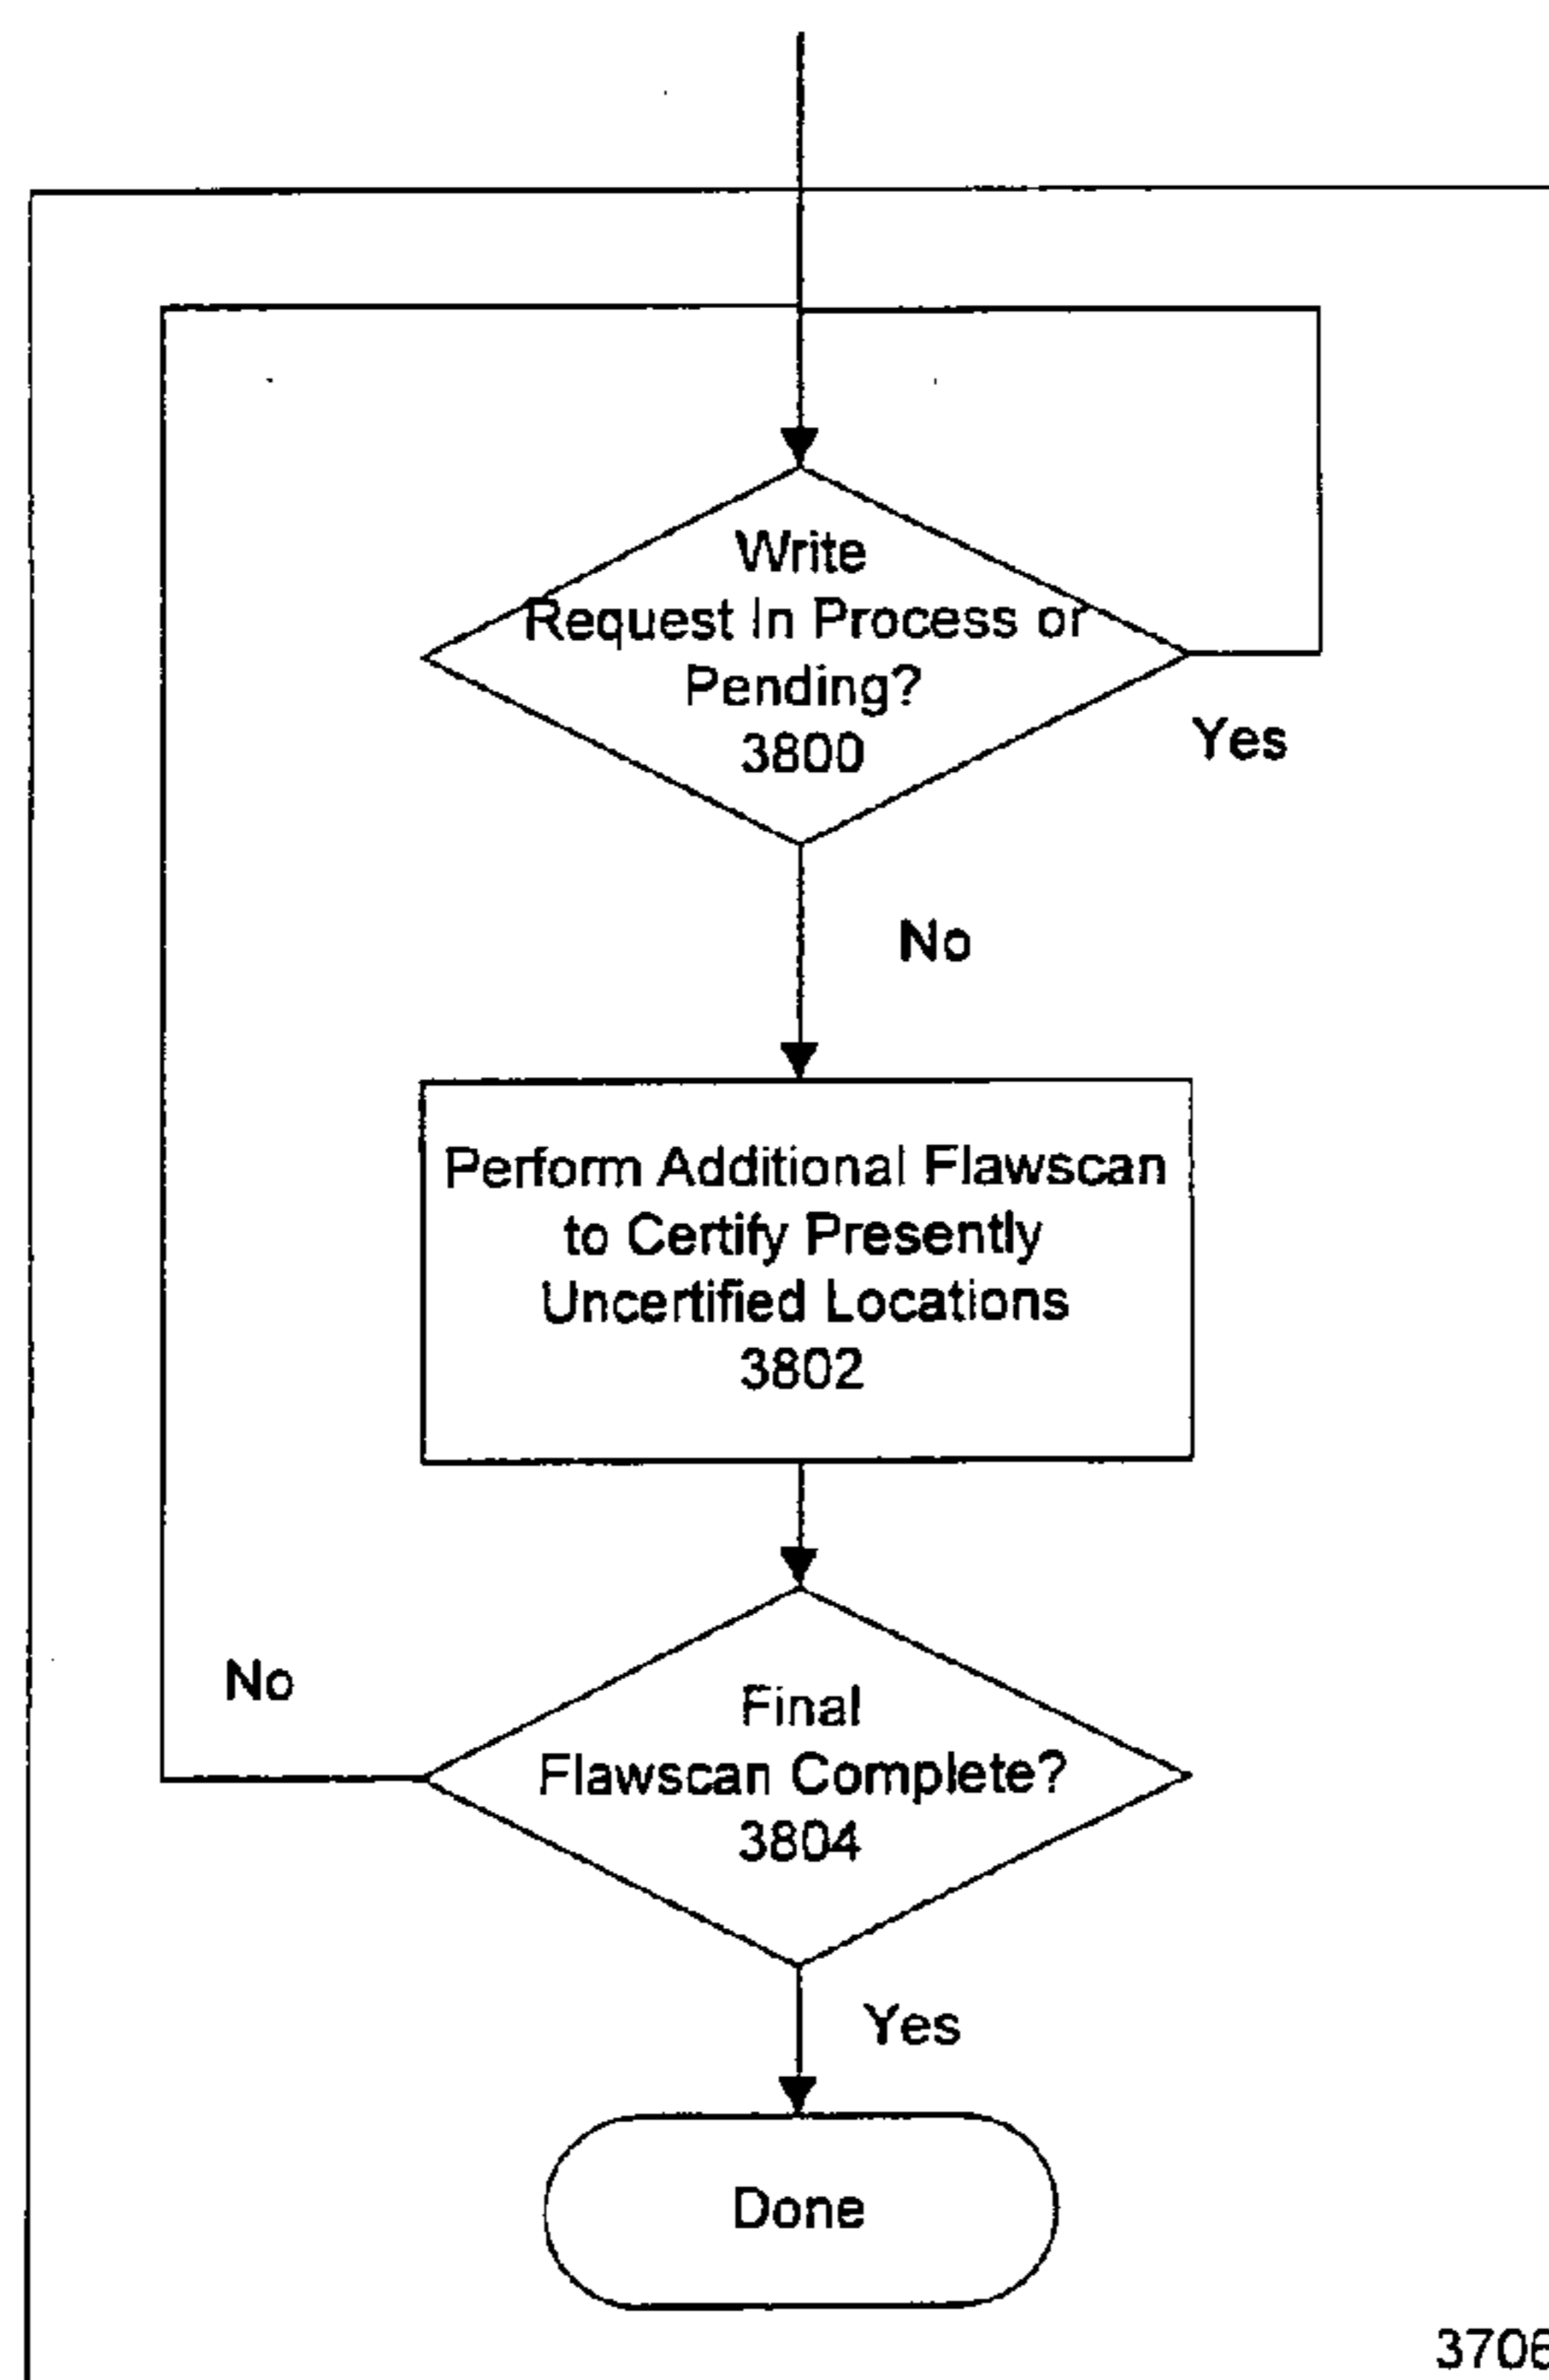 Write
Request In Process or
Pending?
3800
Yes
No
Perform Additional Flawscan
to Certify Presently
Uncertified Locations
3802
No
Final
Flawscan Complete?
3804
Yes
Done
3706